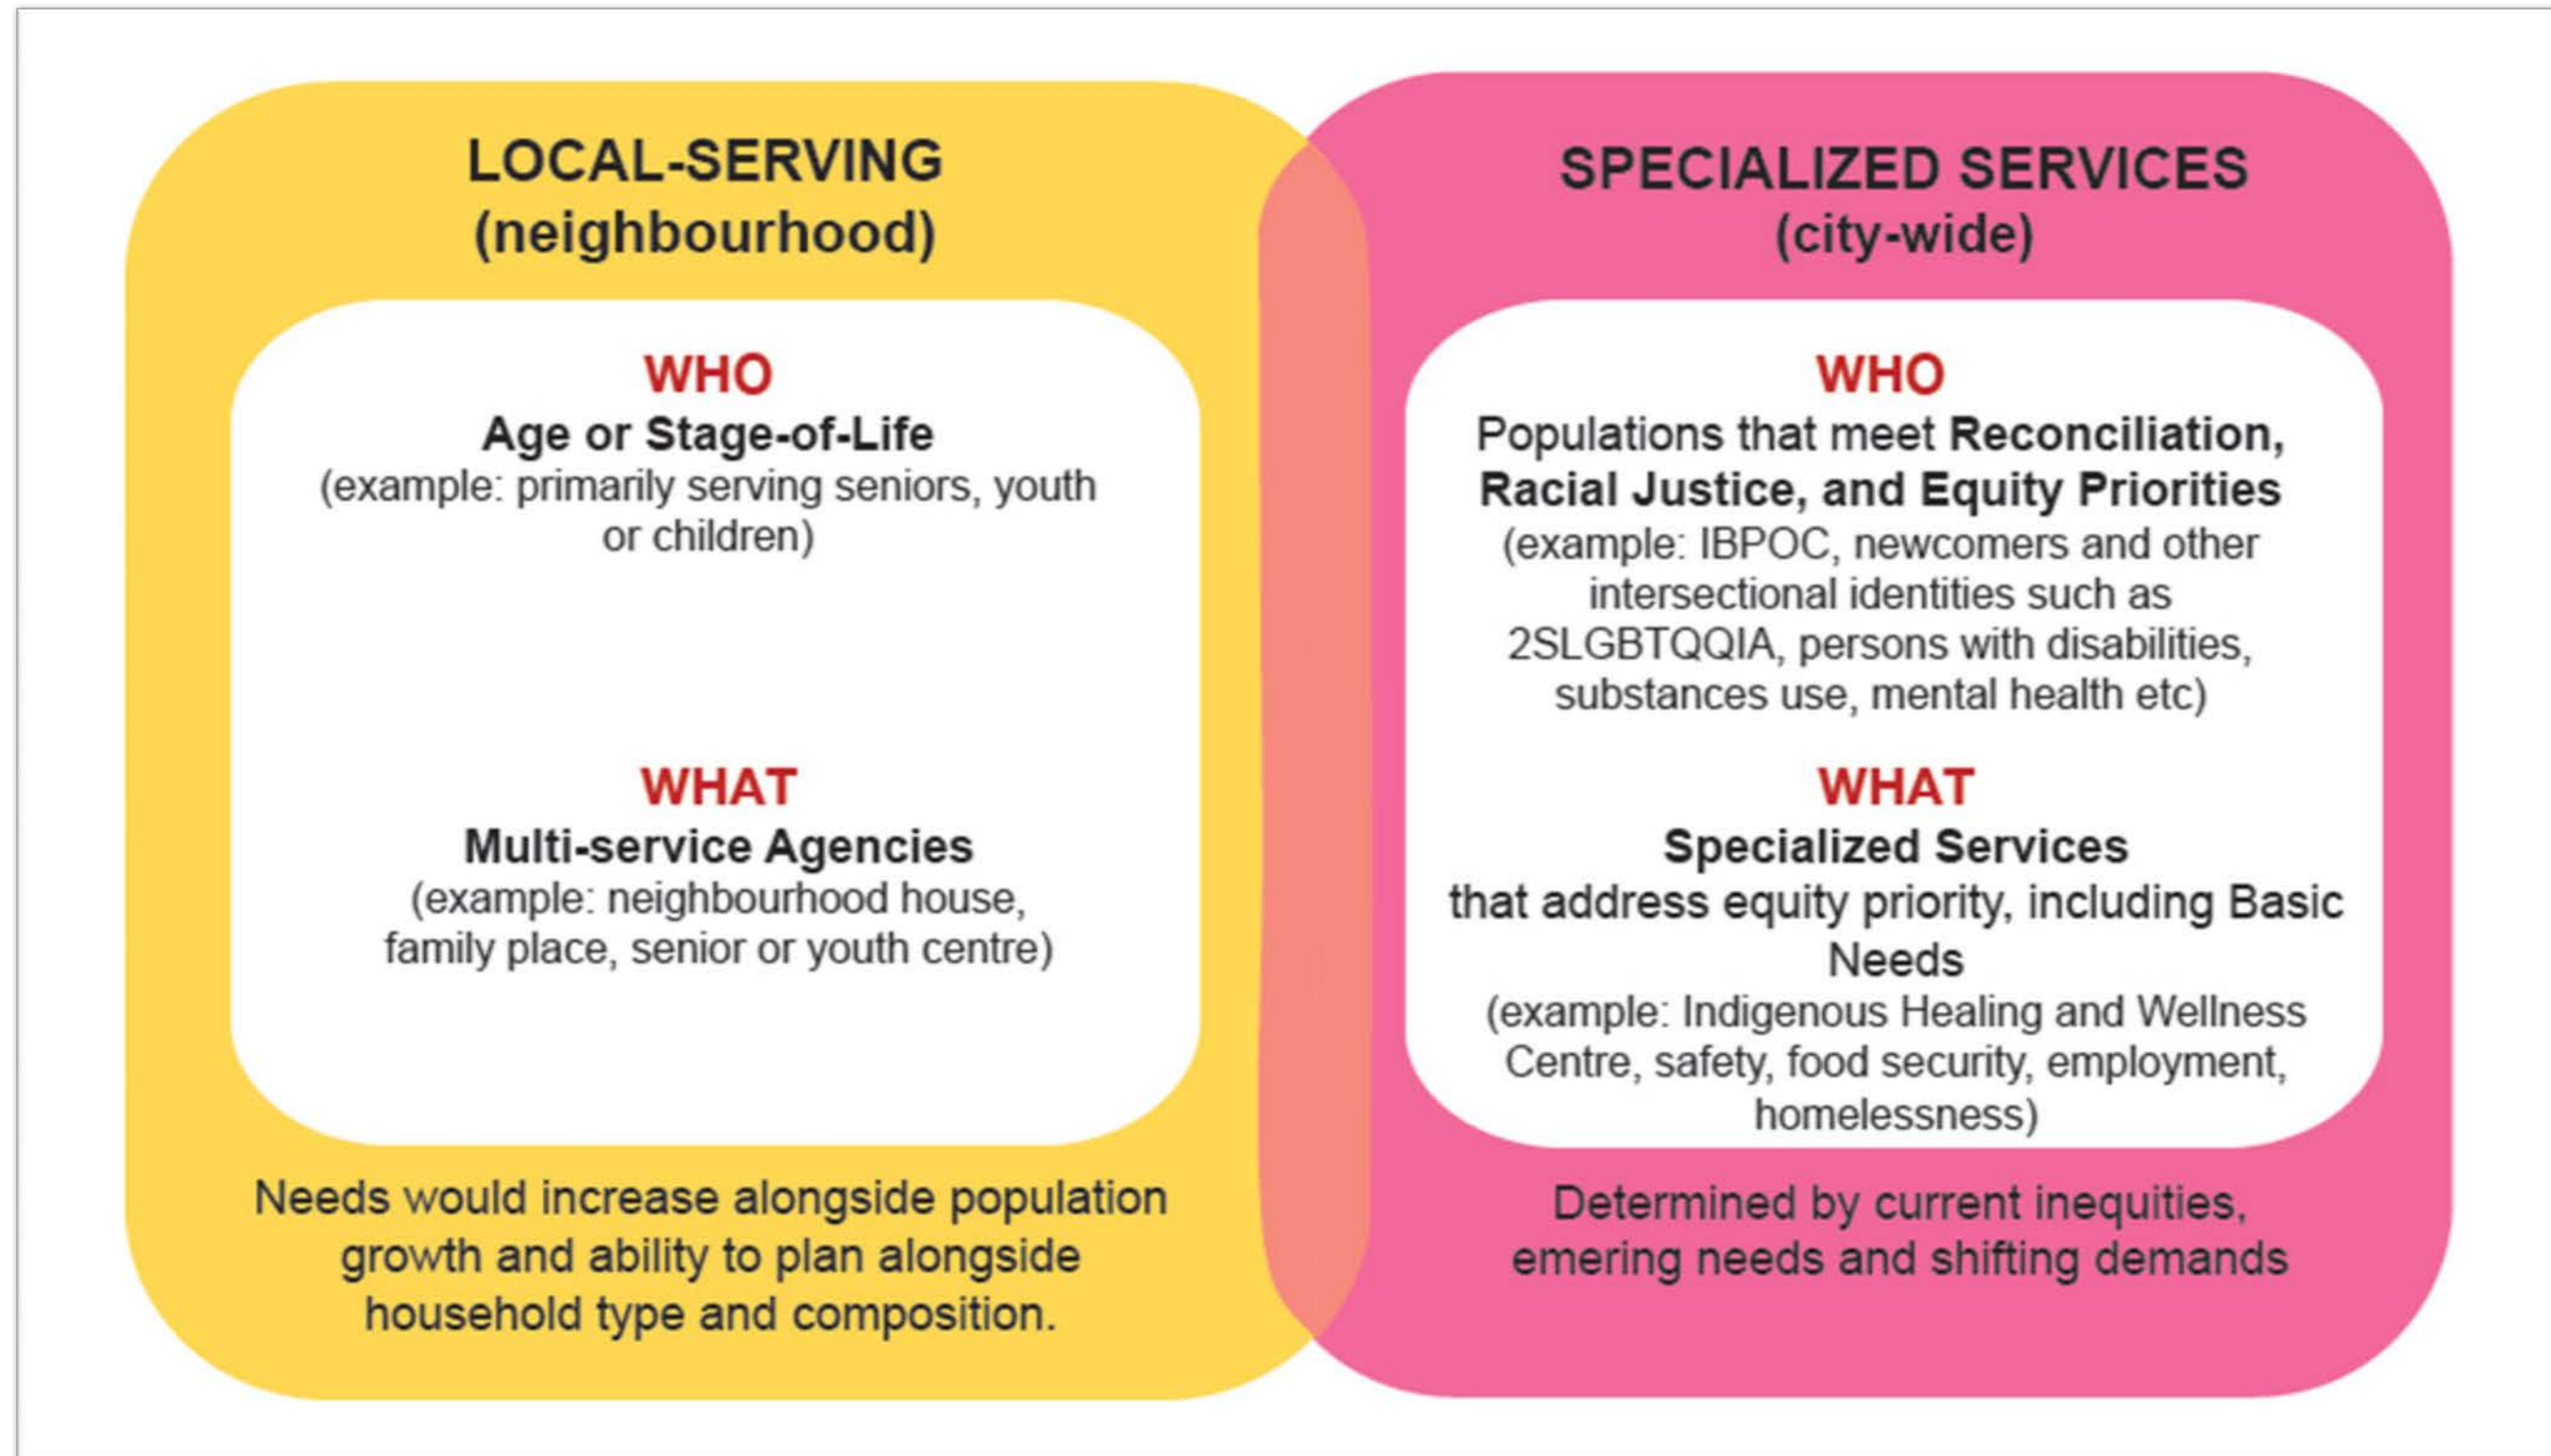 LOCAL-SERVING
(neighbourhood)
WHO
Age or Stage-of-Life
(example: primarily serving seniors, youth
or children)
WHAT
Multi-service Agencies
(example: neighbourhood house,
family place, senior or youth centre)
Needs would increase alongside population
growth and ability to plan alongside
household type and composition.
SPECIALIZED SERVICES
(city-wide)
WHO
Populations that meet Reconciliation,
Racial Justice, and Equity Priorities
(example: IBPOC, newcomers and other
intersectional identities such as
2SLGBTQQIA, persons with disabilities,
substances use, mental health etc)
WHAT
Specialized Services
that address equity priority, including Basic
Needs
(example: Indigenous Healing and Wellness
Centre, safety, food security, employment,
homelessness)
Determined by current inequities,
emering needs and shifting demands